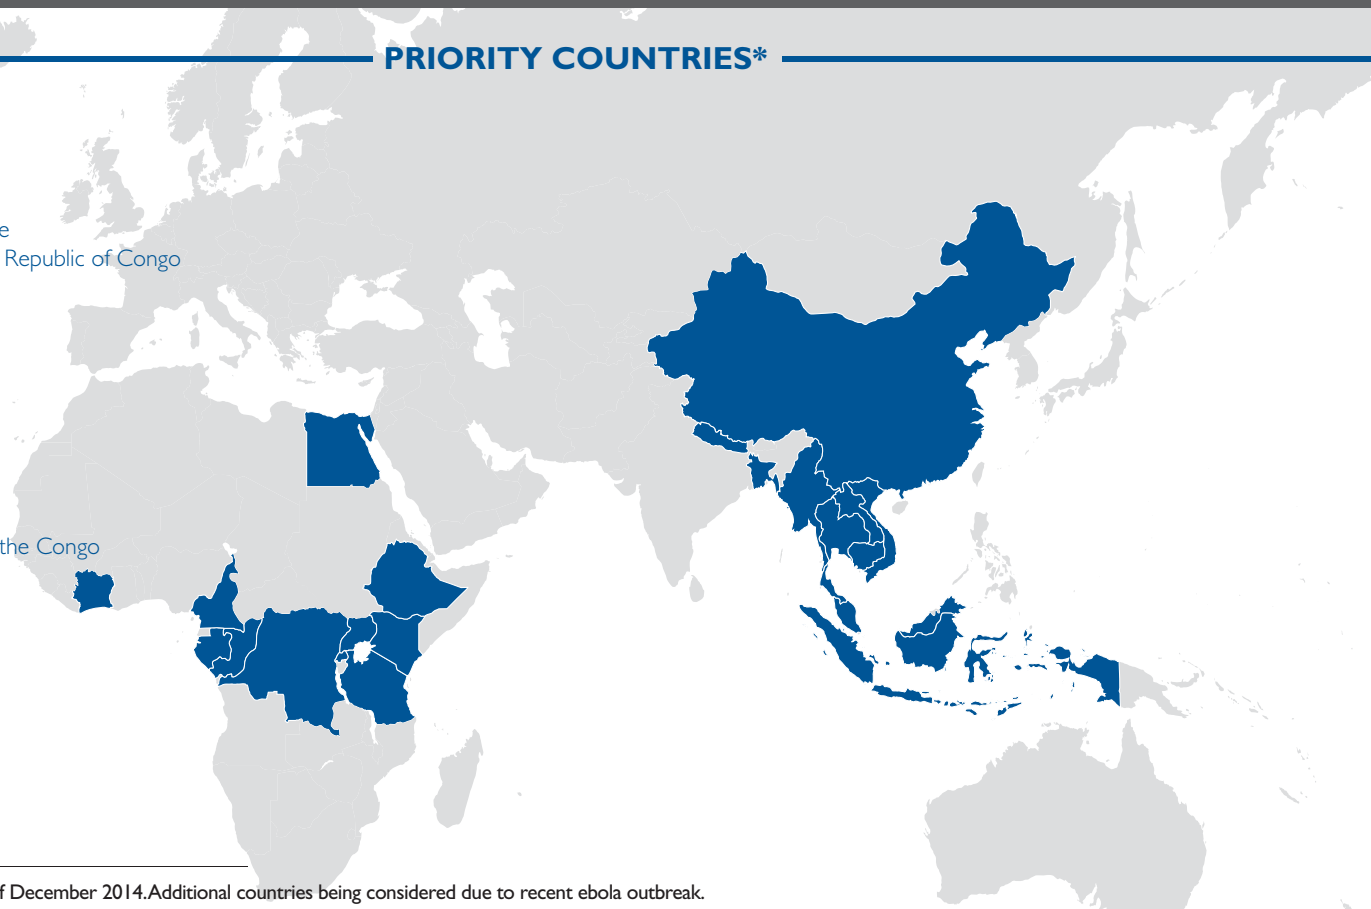 PRIORITY COUNTRIES*
Republic of Congo
the Congo
December 2014. Additional countries being considered due to recent ebola outbreak.